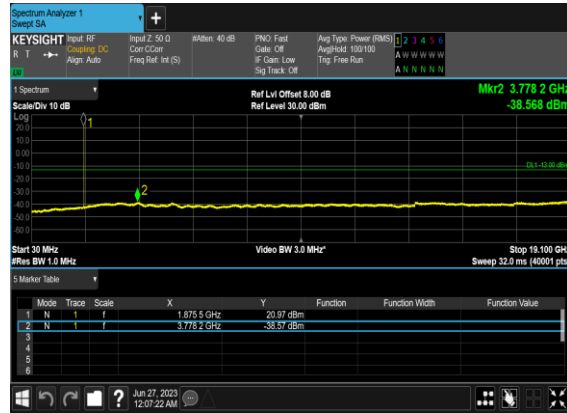 Spectrum Analyzer 1
Swept SA
+
KEYSIGHT
R T
LW
Input: RF
Coupling: DC
Align: Auto
Input Z: 50 Ω
Corr CCorr
Freq Ref: Int (S)
#Atten: 40 dB
PNO: Fast
Gate: Off
IF Gain: Low
Sig Track: Off
Avg Type: Power (RMS)
Avg|Hold: 100/100
Trig: Free Run
1 2 3 4 5 6
A W W W W W
A N N N N N
1 Spectrum
Scale/Div 10 dB
Ref Lvl Offset 8.00 dB
Ref Level 30.00 dBm
Mkr2 3.778 2 GHz
-38.568 dBm
Log
20.0
10.0
0.00
-10.0
-20.0
-30.0
-40.0
-50.0
-60.0
1
2
DL1 -13.00 dBm
Start 30 MHz
#Res BW 1.0 MHz
Video BW 3.0 MHz*
Stop 19.100 GHz
Sweep 32.0 ms (40001 pts)
5 Marker Table
Mode Trace Scale X Y Function Function Width Function Value
1 N 1 f 1.875 5 GHz 20.97 dBm
2 N 1 f 3.778 2 GHz -38.57 dBm
3
4
5
6
?
Jun 27, 2023
12:07:22 AM